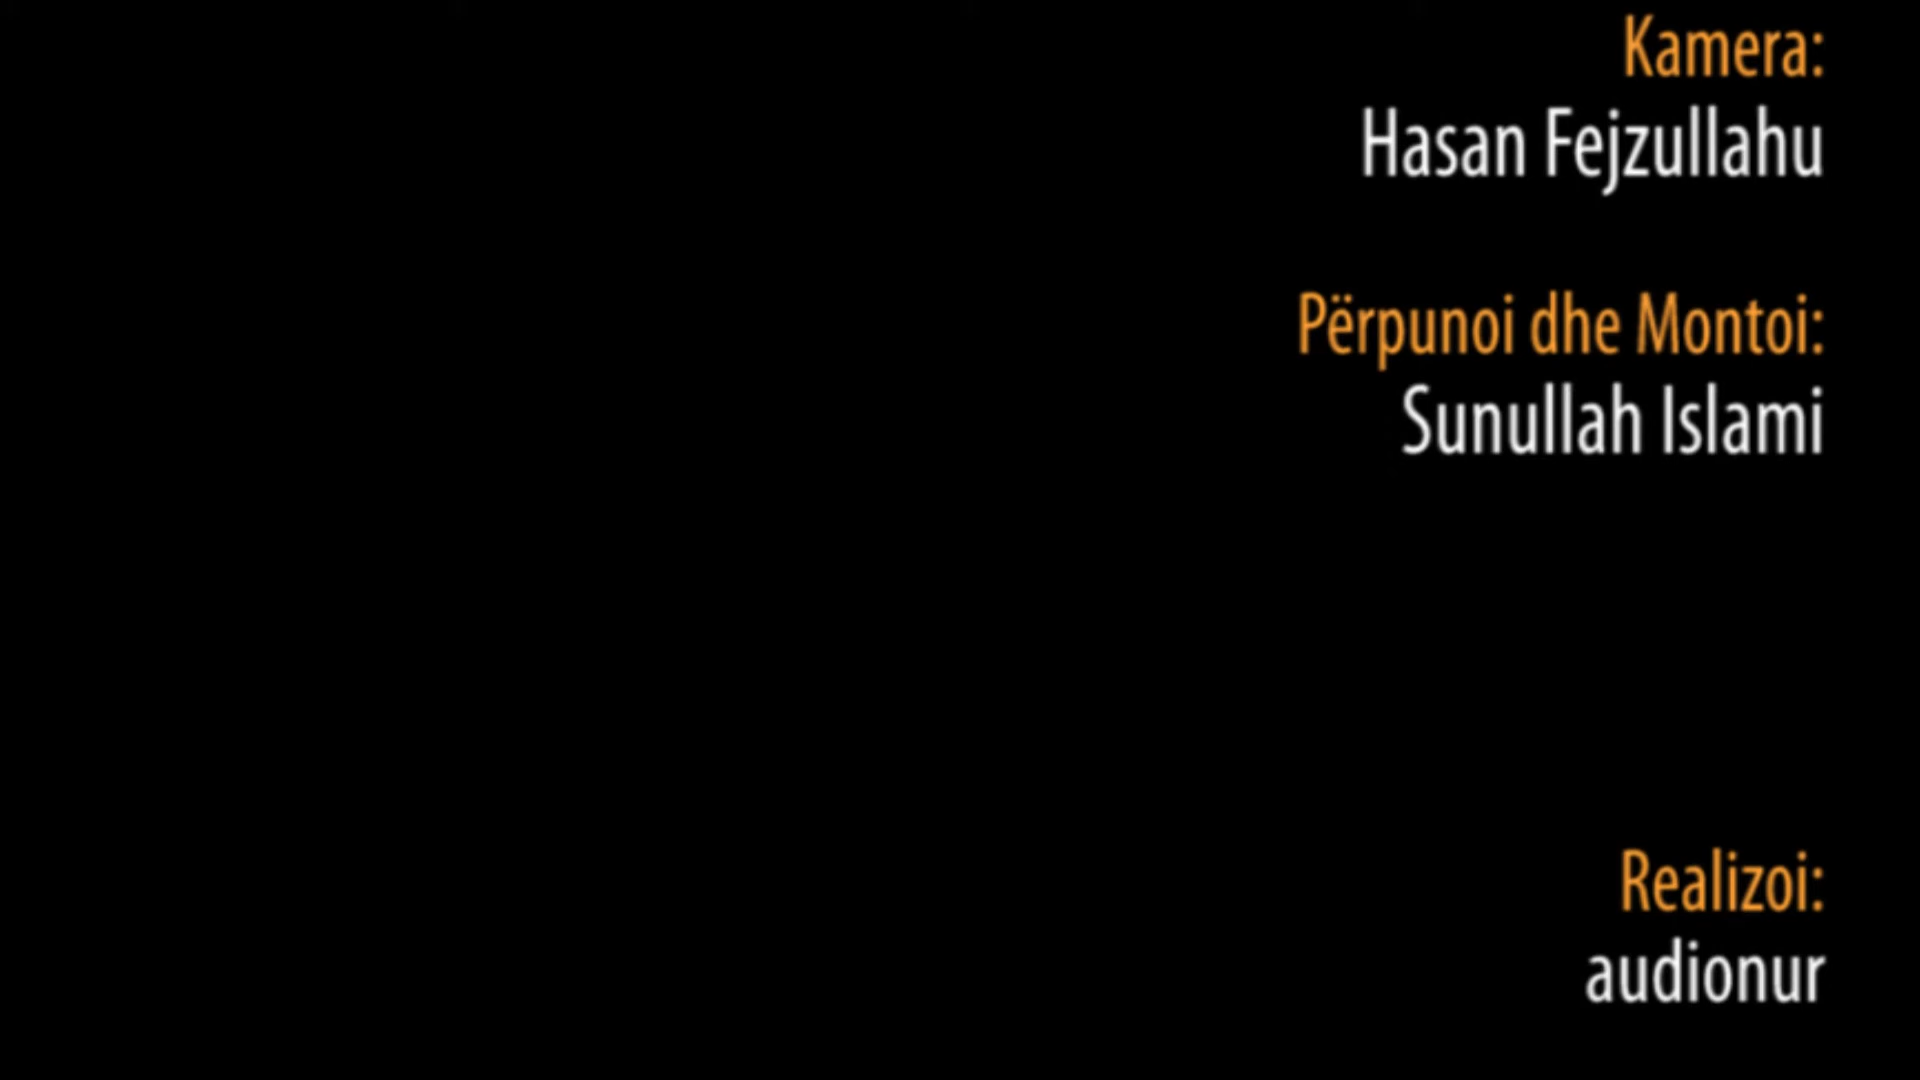 Kamera:
Hasan Fejzullahu
Përpunoi dhe Montoi:
Sunullah Islami
Realizoi:
audionur